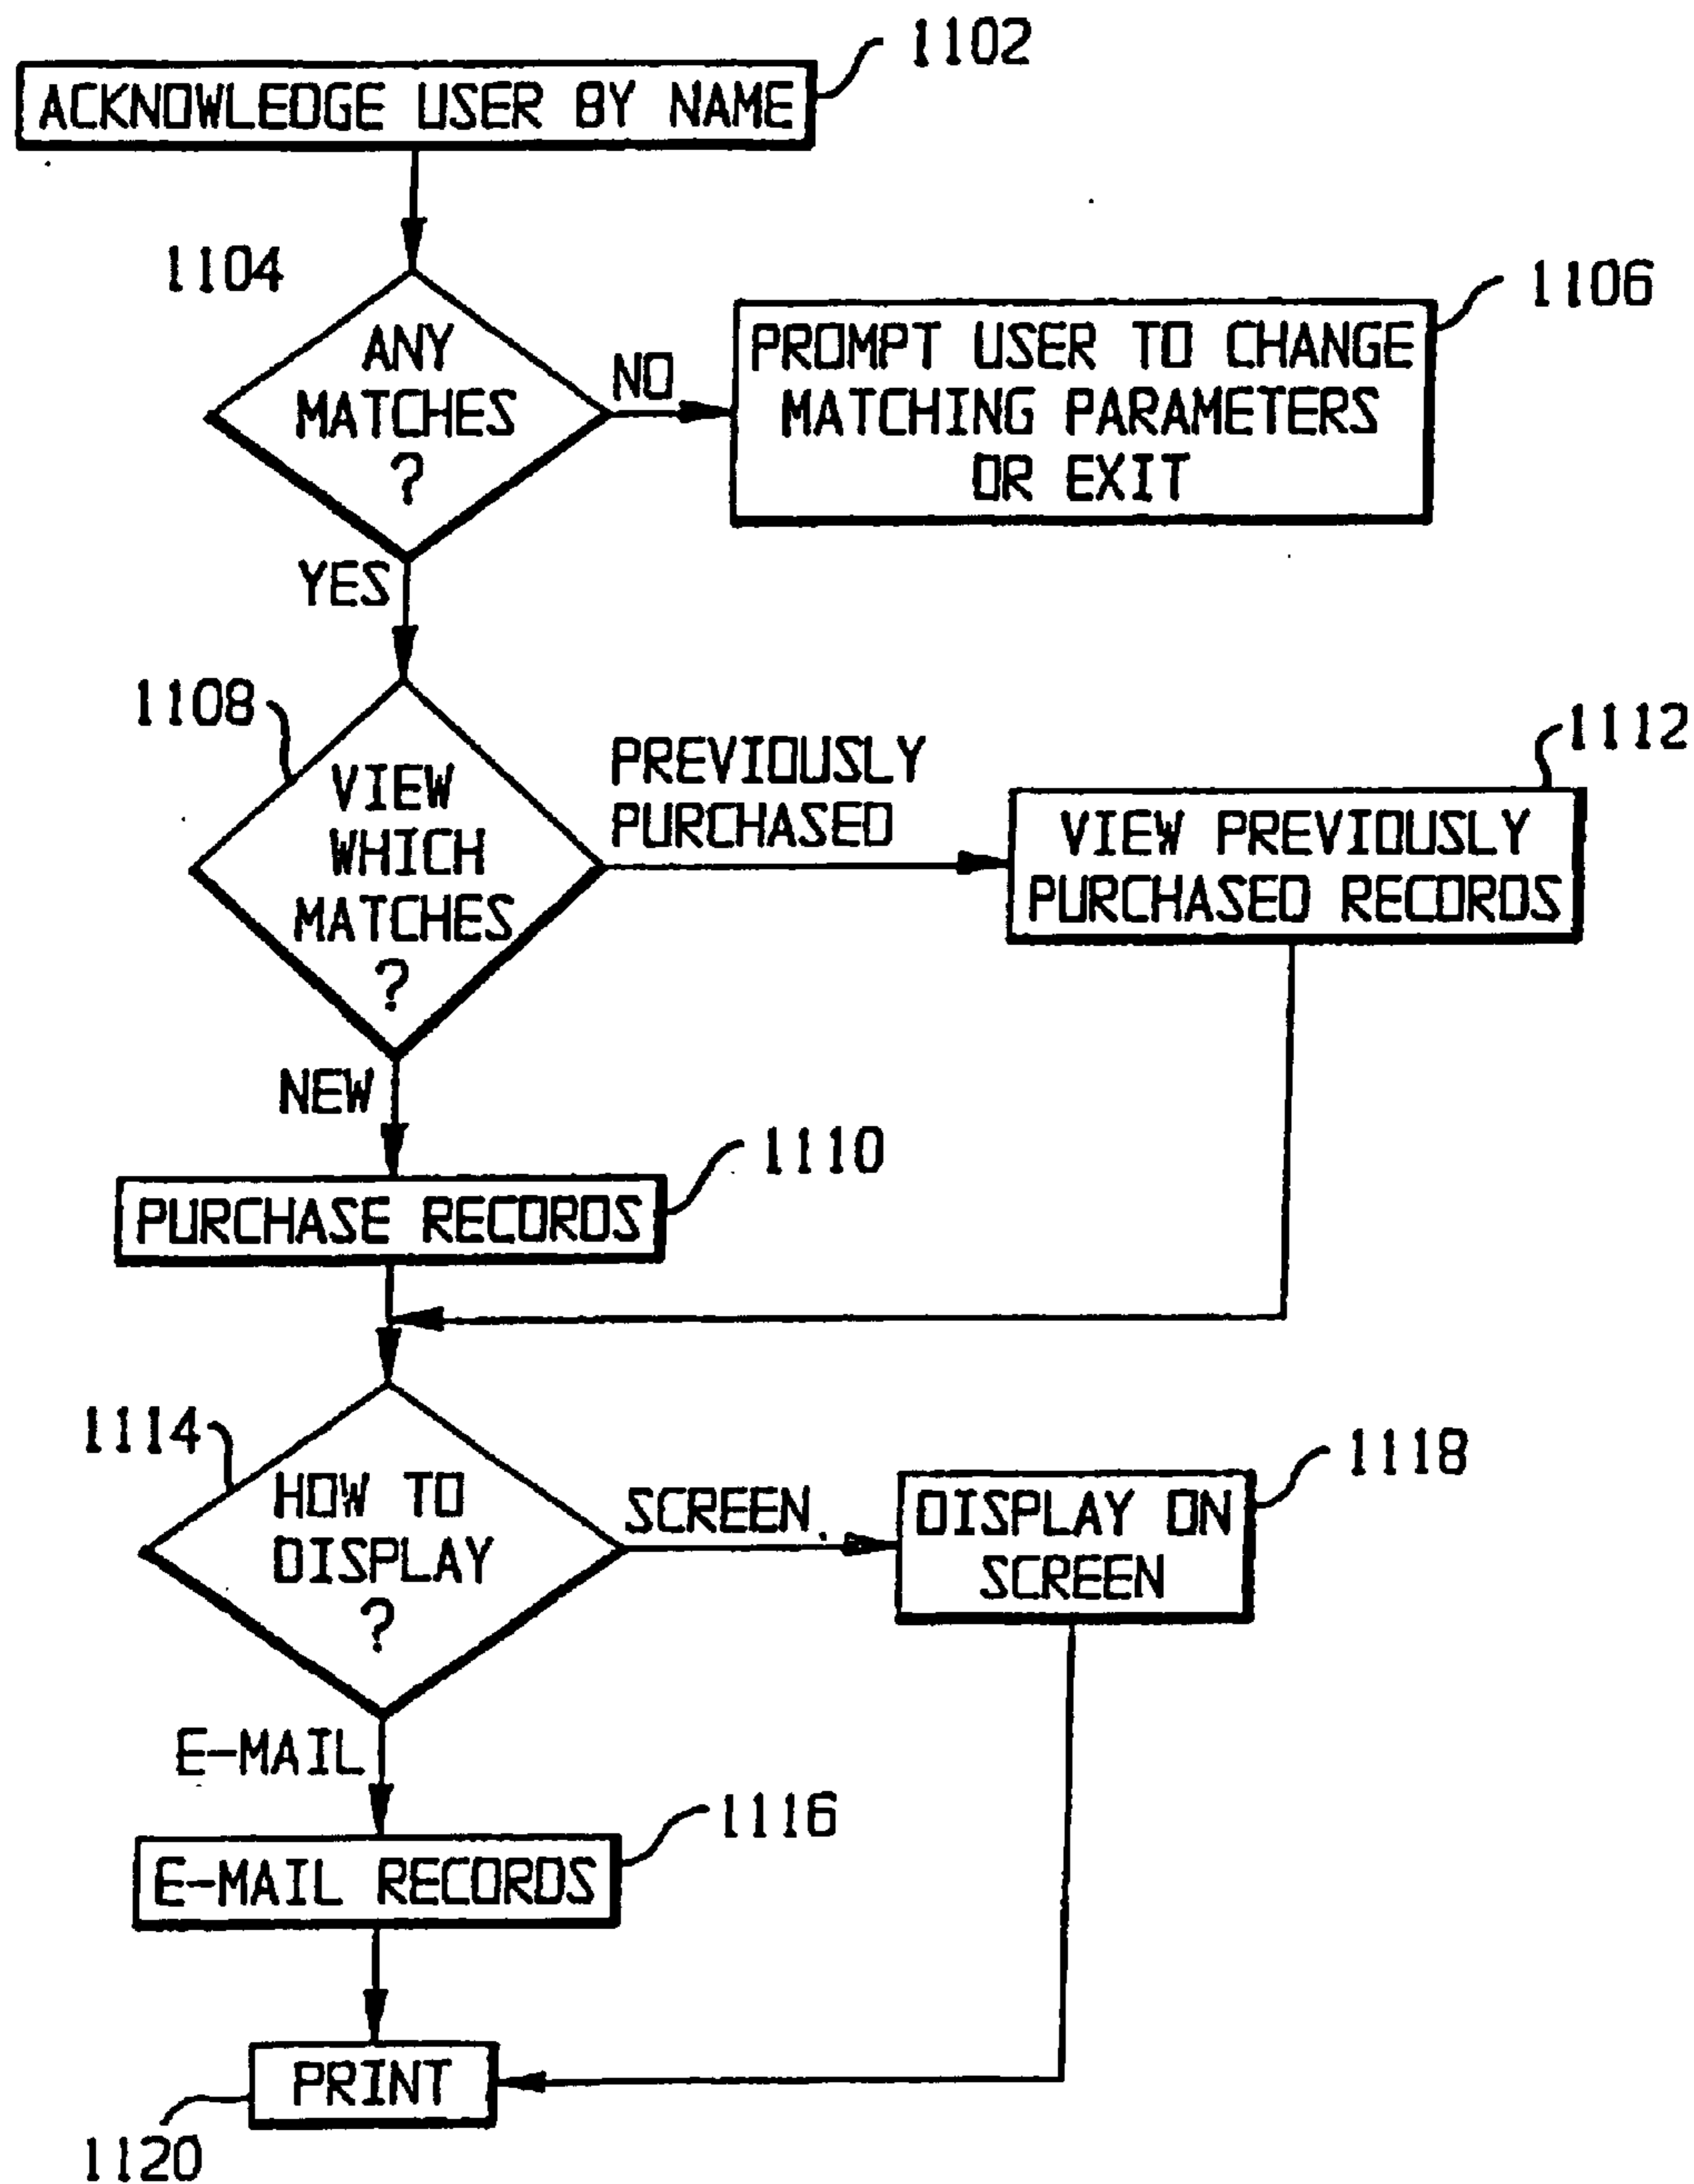 1102
ACKNOWLEDGE USER BY NAME
1104
ANY
MATCHES
?
NO
1106
PROMPT USER TO CHANGE
MATCHING PARAMETERS
OR EXIT
YES
1108
VIEW
WHICH
MATCHES
?
PREVIOUSLY
PURCHASED
1112
VIEW PREVIOUSLY
PURCHASED RECORDS
NEW
1110
PURCHASE RECORDS
1114
HOW TO
DISPLAY
?
SCREEN
1118
DISPLAY ON
SCREEN
E-MAIL
1116
E-MAIL RECORDS
PRINT
1120